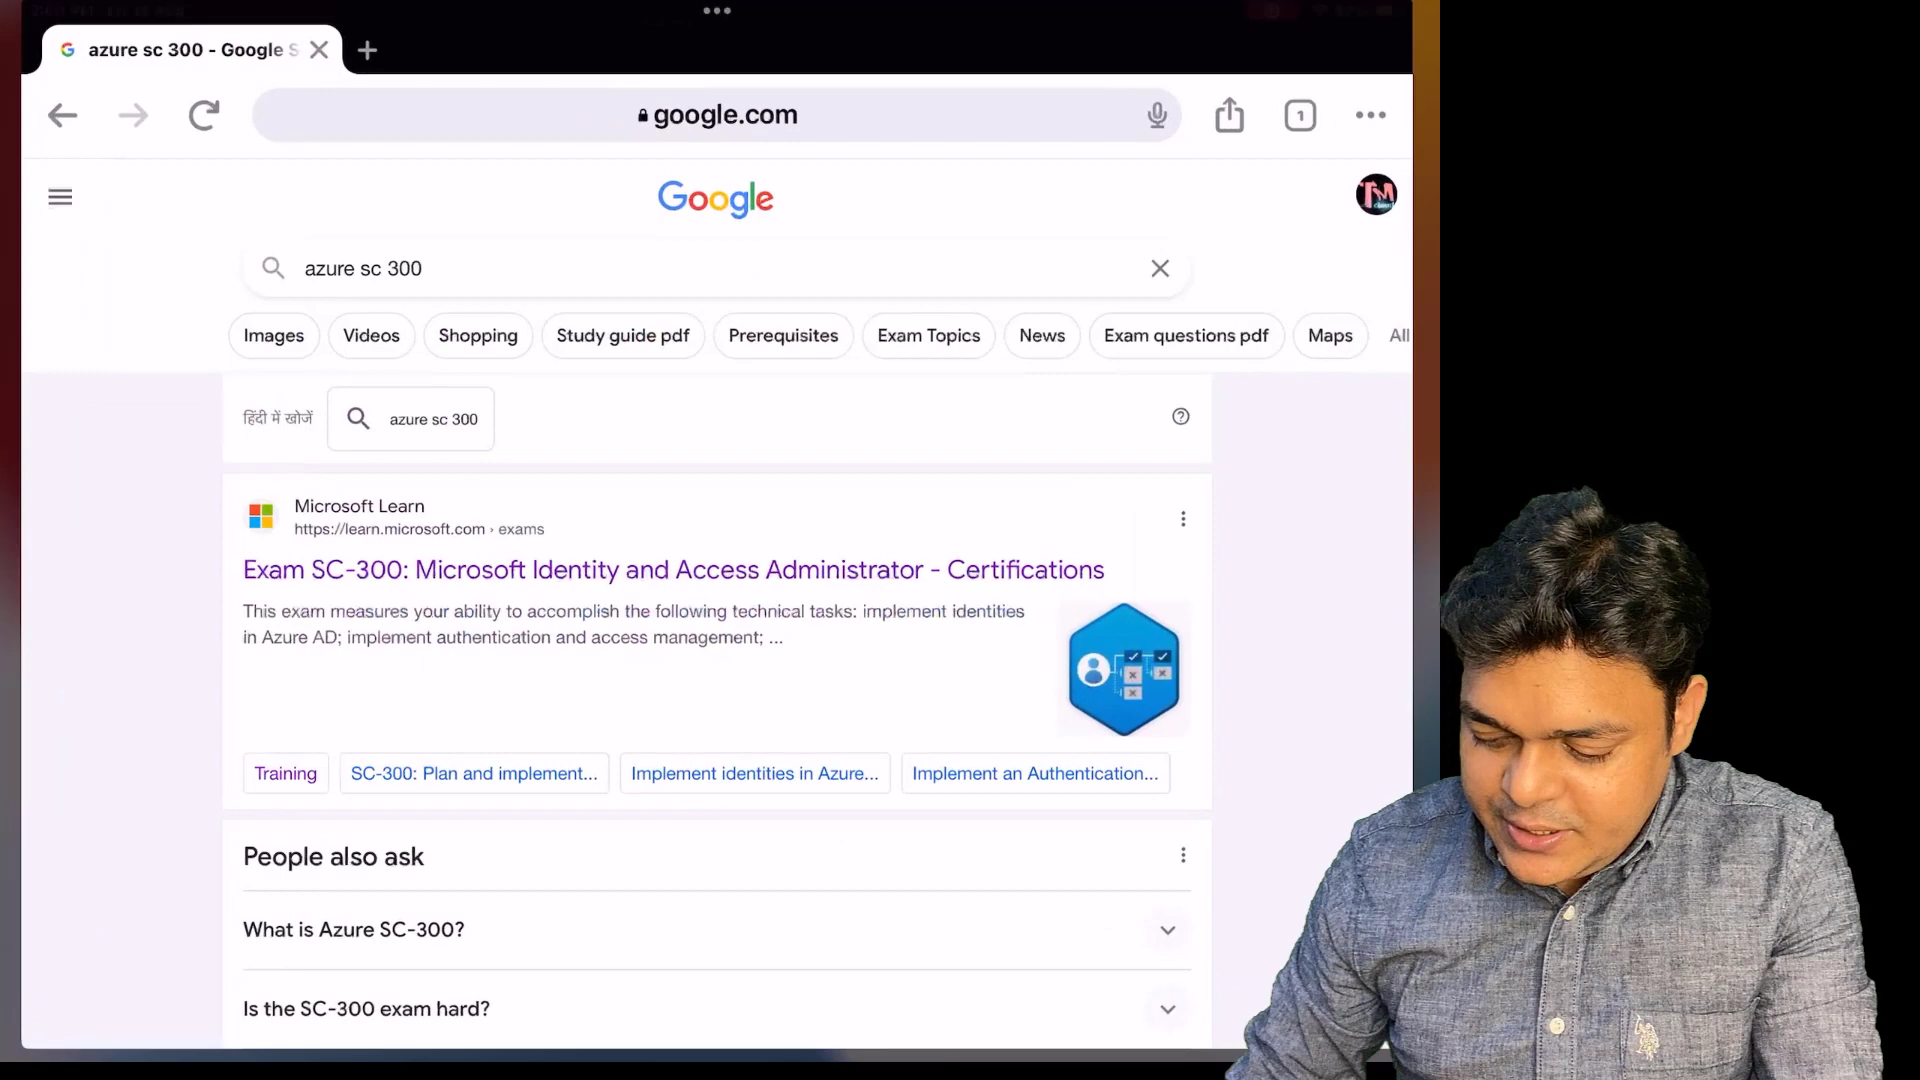 azure sc 300 - Google S
google.com
1
Google
TM
azure sc 300
Images
Videos
Shopping
Study guide pdf
Prerequisites
Exam Topics
News
Exam questions pdf
Maps
All
हिंदी में खोजें
azure sc 300
Microsoft Learn
https://learn.microsoft.com › exams
Exam SC-300: Microsoft Identity and Access Administrator - Certifications
This exam measures your ability to accomplish the following technical tasks: implement identities
in Azure AD; implement authentication and access management; ...
Training
SC-300: Plan and implement...
Implement identities in Azure...
Implement an Authentication...
People also ask
What is Azure SC-300?
Is the SC-300 exam hard?